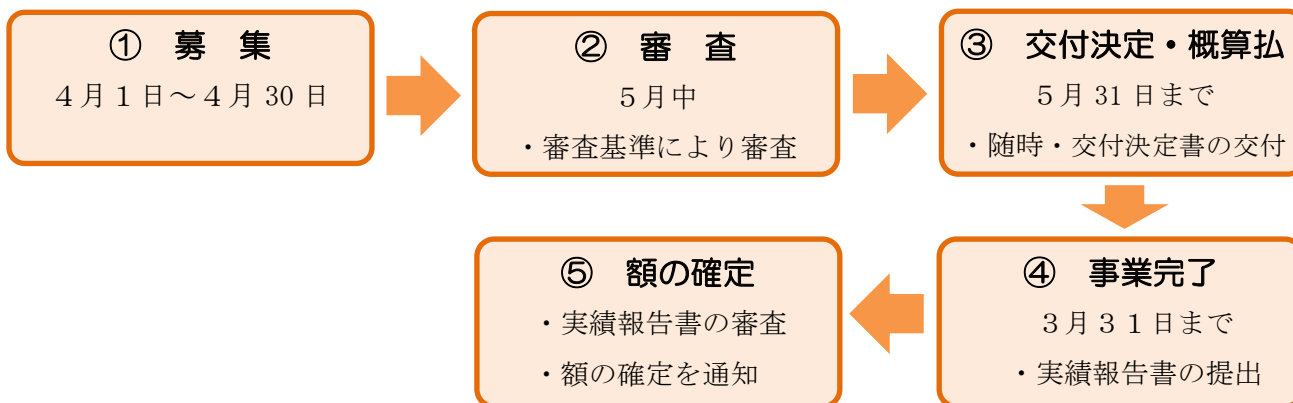 ① 募 集
４月１日～４月 30 日
② 審 査
５月中
・審査基準により審査
③ 交付決定・概算払
５月 31 日まで
・随時・交付決定書の交付
④ 事業完了
３月３１日まで
・実績報告書の提出
⑤ 額の確定
・実績報告書の審査
・額の確定を通知